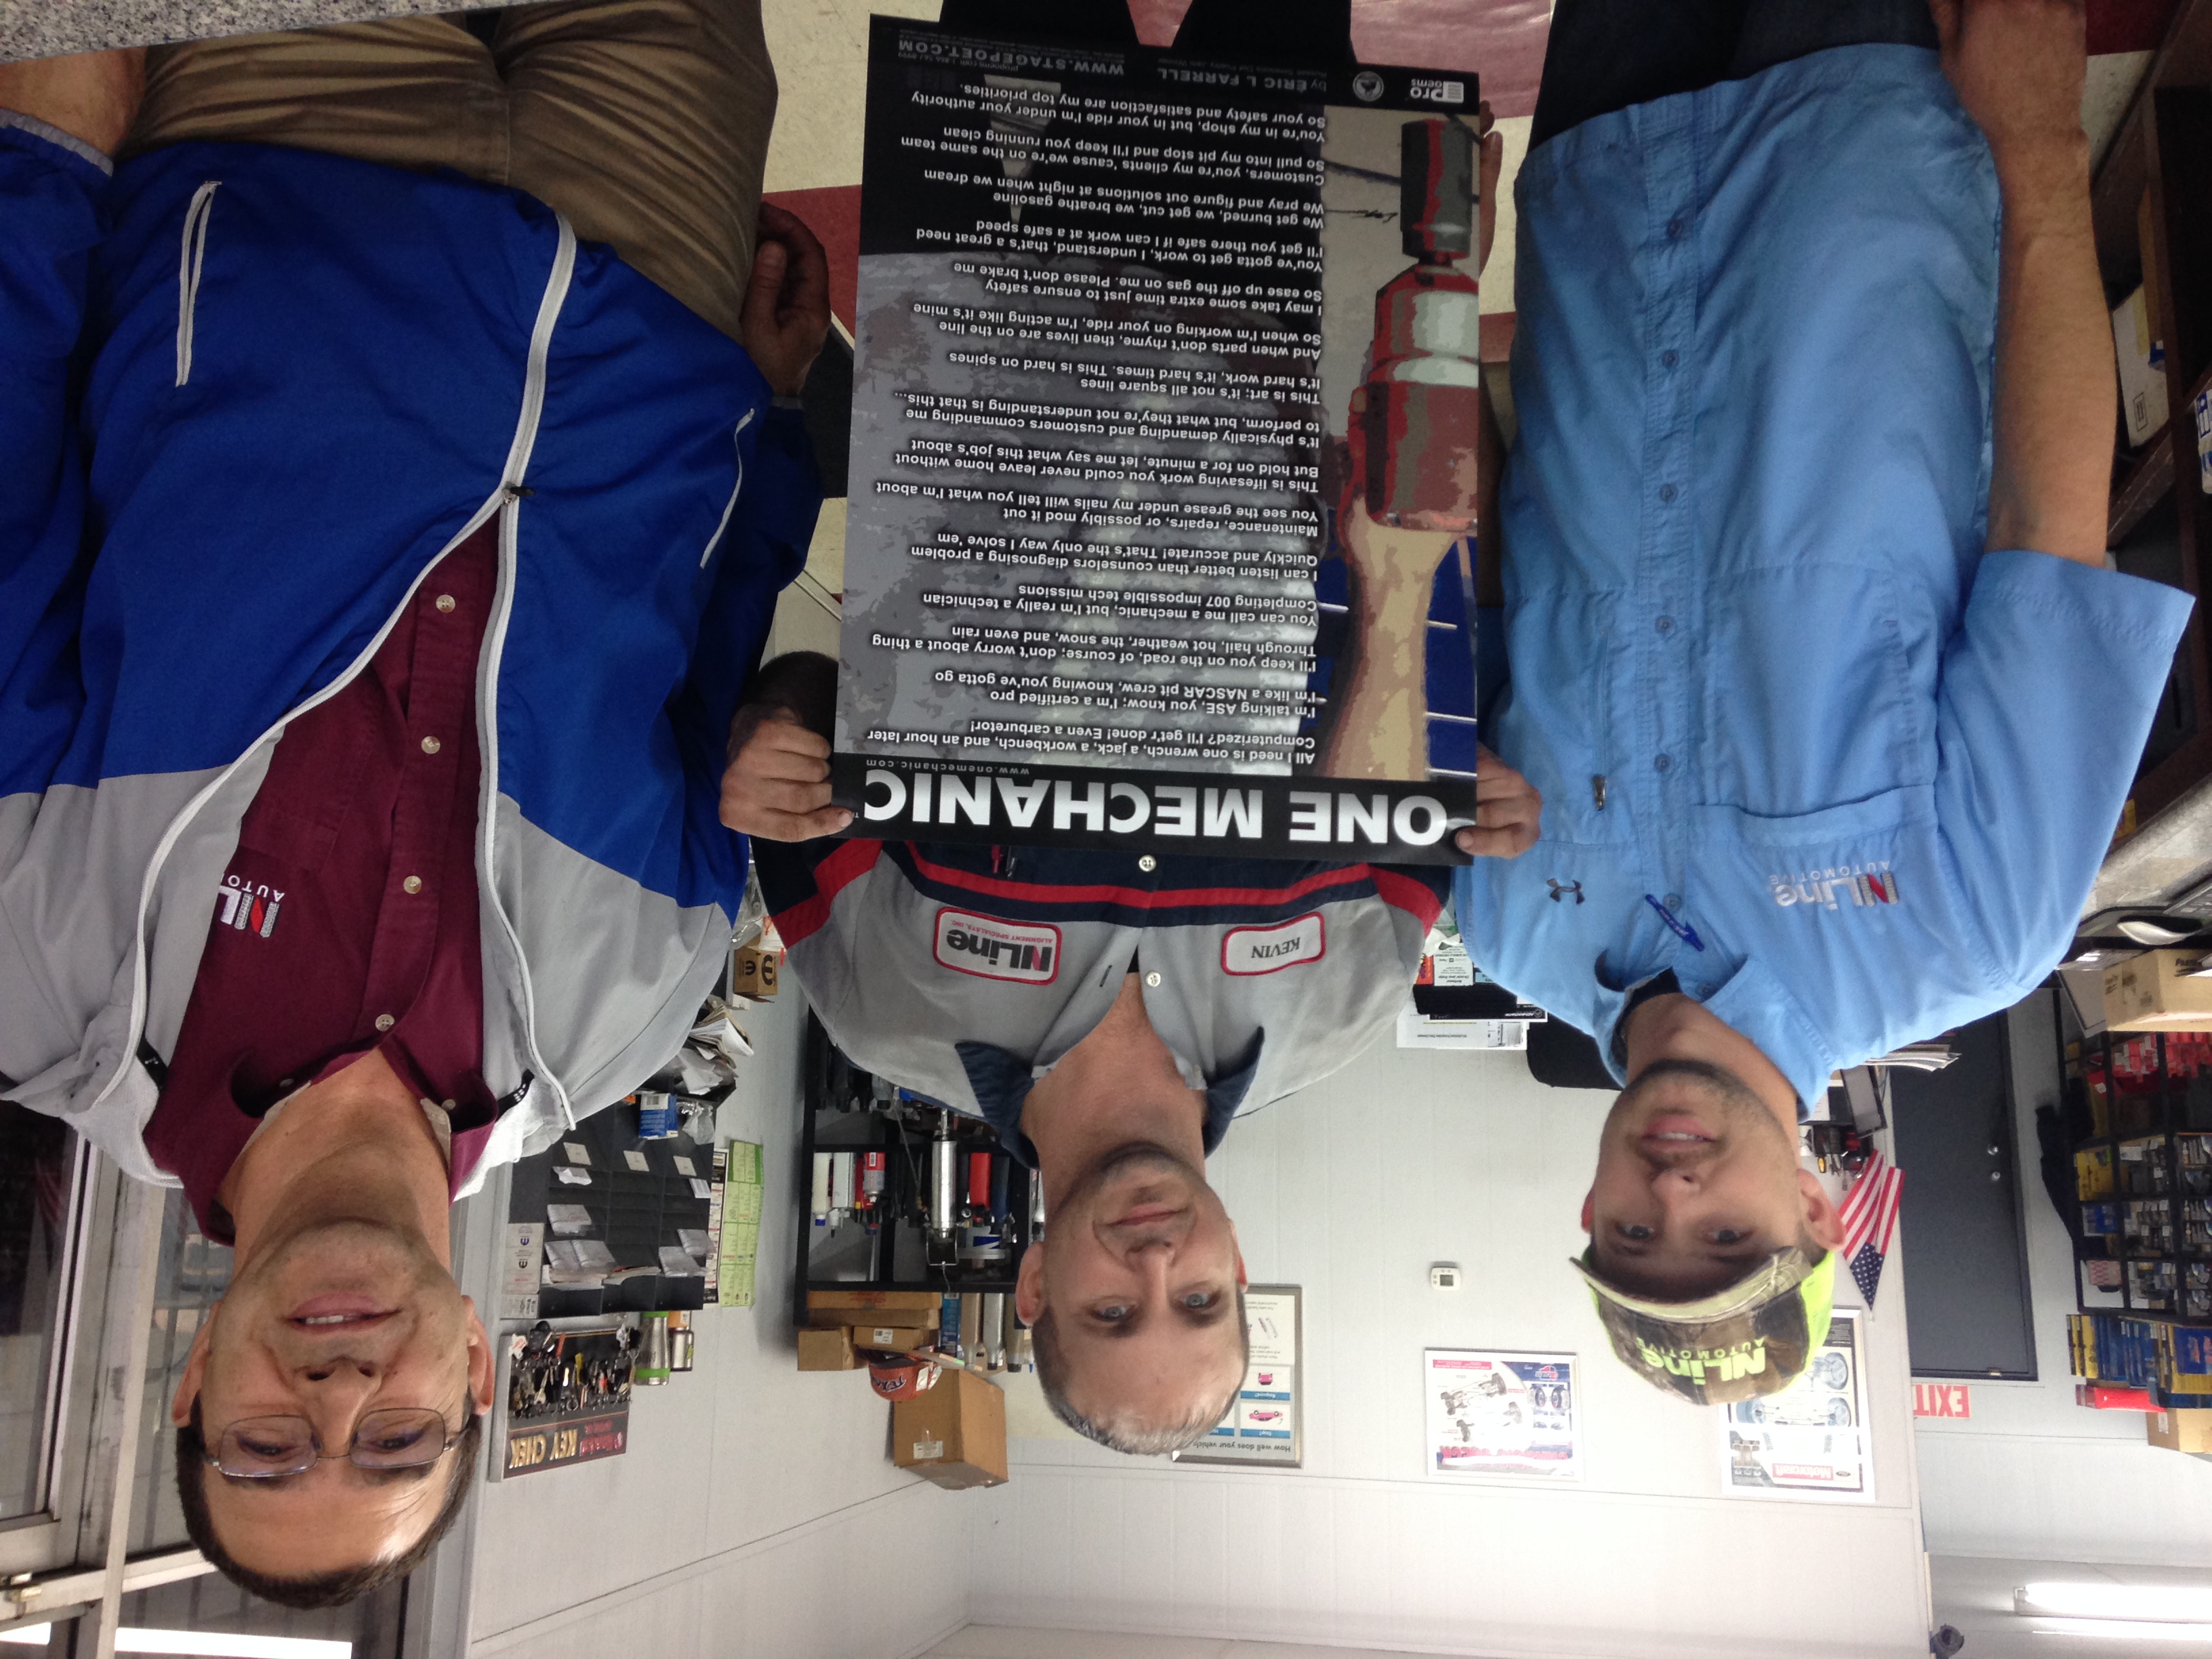 ONE MECHANIC
www.onemechanic.com
All I need is one wrench, a jack, a workbench, and an hour later
Computerized? I'll get'r done! Even a carburetor!
I'm talking ASE, you know; I'm a certified pro
I'm like a NASCAR pit crew, knowing you've gotta go
I'll keep you on the road, of course; don't worry about a thing
Through hail, hot weather, the snow, and even rain
You can call me a mechanic, but I'm really a technician
Completing 007 impossible tech missions
I can listen better than counselors diagnosing a problem
Quickly and accurate! That's the only way I solve 'em
Maintenance, repairs, or possibly mod it out
You see the grease under my nails will tell you what I'm about
This is lifesaving work you could never leave home without
But hold on for a minute, let me say what this job's about
It's physically demanding and customers commanding me
to perform, but what they're not understanding is that this...
This is art; it's not all square lines
It's hard work, it's hard times. This is hard on spines
And when parts don't rhyme, then lives are on the line
So when I'm working on your ride, I'm acting like it's mine
I may take some extra time just to ensure safety
So ease up off the gas on me. Please don't brake me
You've gotta get to work, I understand, that's a great need
I'll get you there safe if I can work at a safe speed
We get burned, we get cut, we breathe gasoline
We pray and figure out solutions at night when we dream
Customers, you're my clients 'cause we're on the same team
So pull into my pit stop and I'll keep you running clean
You're in my shop, but in your ride I'm under your authority
So your safety and satisfaction are my top priorities.
Pro
Gems
by ERIC L FARRELL
WWW.STAGEPOET.COM
NLine
AUTOMOTIVE
KEVIN
NLine
ALIGNMENT SPECIALISTS, INC.
NL
AUTO
NLine
AUTOMOTIVE
EXIT
Motorcraft
How well does your vehicle
KEY CHEK
TEXAS